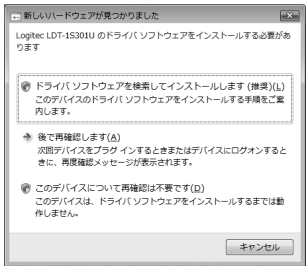 新しいハードウェアが見つかりました
Logitec LDT-1S301U のドライバ ソフトウェアをインストールする必要があ
ります
ドライバ ソフトウェアを検索してインストールします (推奨)(L)
このデバイスのドライバ ソフトウェアをインストールする手順をご案
内します。
後で再確認します(A)
次回デバイスをプラグ インするときまたはデバイスにログオンすると
きに、再度確認メッセージが表示されます。
このデバイスについて再確認は不要です(D)
このデバイスは、ドライバ ソフトウェアをインストールするまでは動
作しません。
キャンセル